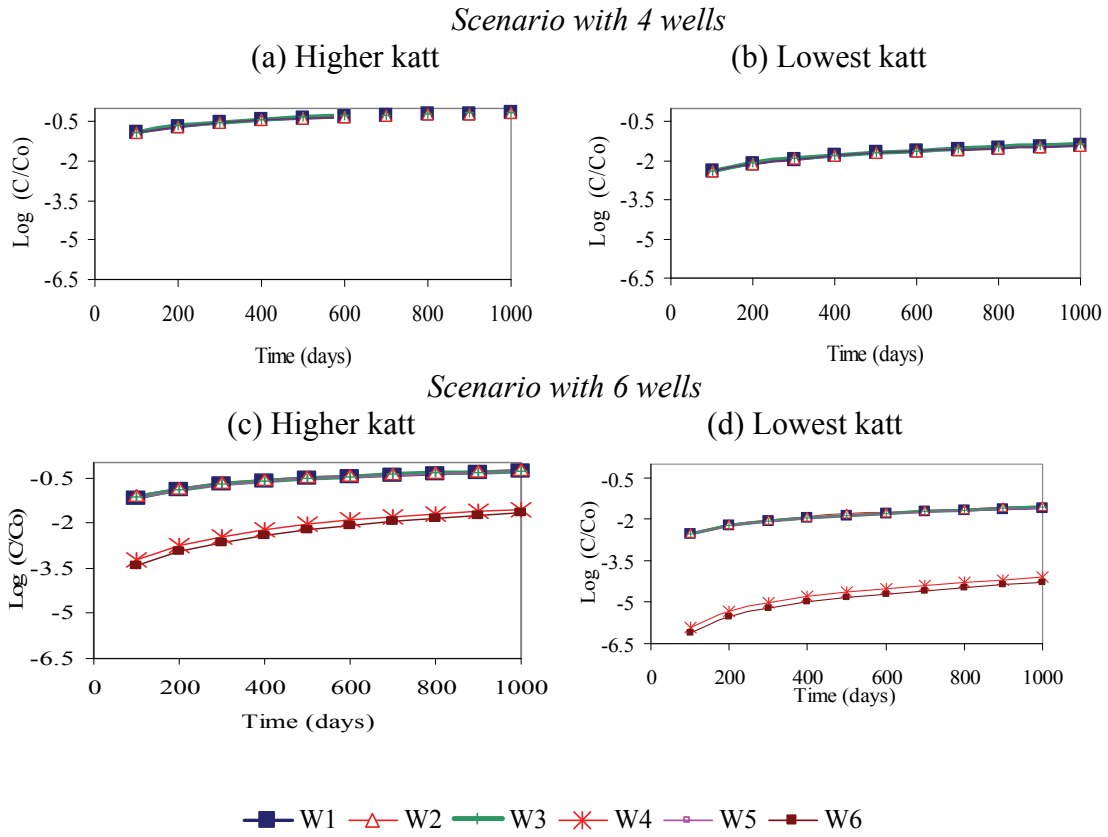 Scenario with 4 wells
(a) Higher katt
(b) Lowest katt
Log (C/Co)
-0.5
-2
-3.5
-5
-6.5
0 200 400 600 800 1000
Time (days)
Log (C/Co)
-0.5
-2
-3.5
-5
-6.5
0 200 400 600 800 1000
Time (days)
Scenario with 6 wells
(c) Higher katt
(d) Lowest katt
Log (C/Co)
-0.5
-2
-3.5
-5
-6.5
0 200 400 600 800 1000
Time (days)
Log (C/Co)
-0.5
-2
-3.5
-5
-6.5
0 200 400 600 800 1000
Time (days)
W1 W2 W3 W4 W5 W6